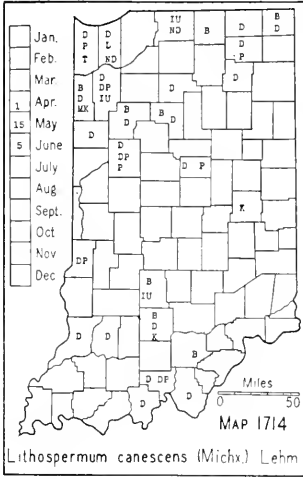 Jan.
Feb.
Mar.
1 Apr.
15 May
5 June
July
Aug.
Sept.
Oct
Nov
Dec
D
P
T
D
L
ND
IU
ND
B
D
D
P
B
D
B
D
MK
D
DP
IU
D
D
D
B
D
B
D
D
DP
P
D P
K
DP
B
IU
D
D
B
D
K
B
D DP
D
D
Miles
0 50
MAP 1714
Lithospermum canescens (Michx.) Lehm